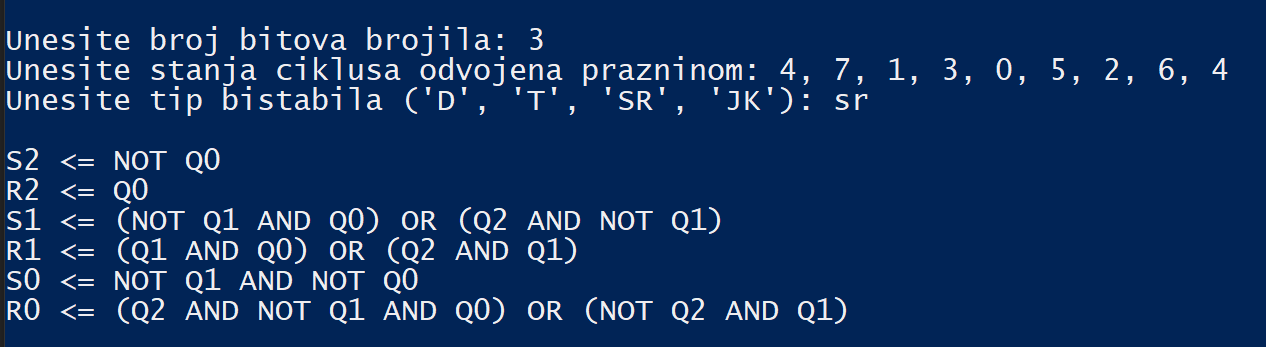 Unesite broj bitova brojila: 3
Unesite stanja ciklusa odvojena prazninom: 4, 7, 1, 3, 0, 5, 2, 6, 4
Unesite tip bistabila ('D', 'T', 'SR', 'JK'): sr
S2 <= NOT Q0
R2 <= Q0
S1 <= (NOT Q1 AND Q0) OR (Q2 AND NOT Q1)
R1 <= (Q1 AND Q0) OR (Q2 AND Q1)
S0 <= NOT Q1 AND NOT Q0
R0 <= (Q2 AND NOT Q1 AND Q0) OR (NOT Q2 AND Q1)